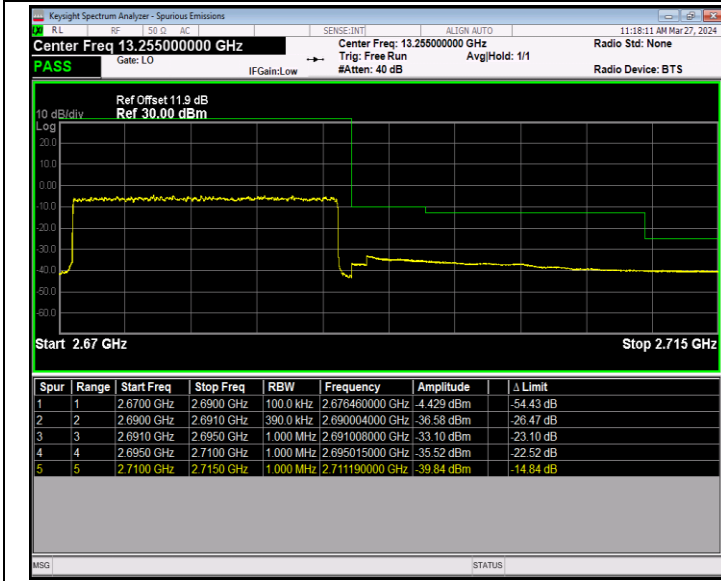 Keysight Spectrum Analyzer - Spurious Emissions
RL RF 50 Ω AC SENSE:INT ALIGN AUTO 11:18:11 AM Mar 27, 2024
Center Freq 13.255000000 GHz Center Freq: 13.255000000 GHz Radio Std: None
PASS Gate: LO IFGain:Low Trig: Free Run Avg|Hold: 1/1
#Atten: 40 dB Radio Device: BTS
Ref Offset 11.9 dB
10 dB/div Ref 30.00 dBm
Log
20.0
10.0
0.00
-10.0
-20.0
-30.0
-40.0
-50.0
-60.0
Start 2.67 GHz Stop 2.715 GHz
Spur Range Start Freq Stop Freq RBW Frequency Amplitude Δ Limit
1 1 2.6700 GHz 2.6900 GHz 100.0 kHz 2.676460000 GHz -4.429 dBm -54.43 dB
2 2 2.6900 GHz 2.6910 GHz 390.0 kHz 2.690004000 GHz -36.58 dBm -26.47 dB
3 3 2.6910 GHz 2.6950 GHz 1.000 MHz 2.691008000 GHz -33.10 dBm -23.10 dB
4 4 2.6950 GHz 2.7100 GHz 1.000 MHz 2.695015000 GHz -35.52 dBm -22.52 dB
5 5 2.7100 GHz 2.7150 GHz 1.000 MHz 2.711190000 GHz -39.84 dBm -14.84 dB
MSG STATUS